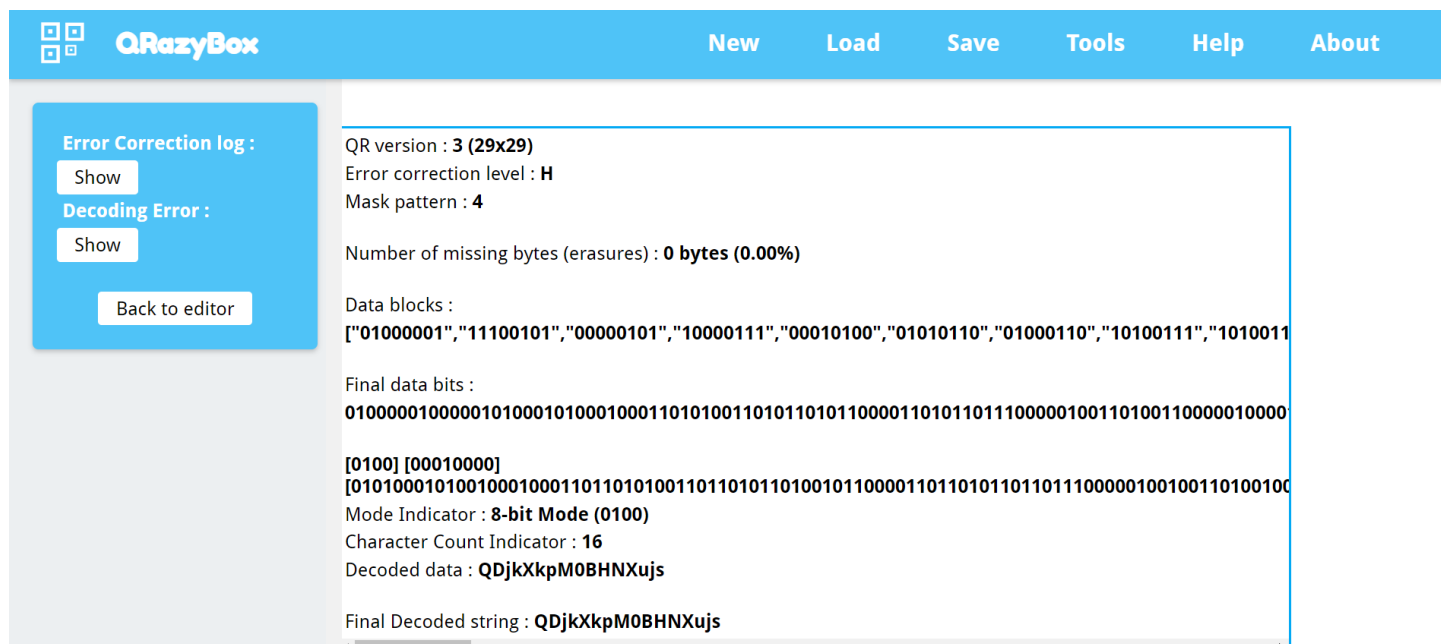 QRazyBox
New Load Save Tools Help About
Error Correction log :
Show
Decoding Error :
Show
Back to editor
QR version : 3 (29x29)
Error correction level : H
Mask pattern : 4
Number of missing bytes (erasures) : 0 bytes (0.00%)
Data blocks :
["01000001","11100101","00000101","10000111","00010100","01010110","01000110","10100111","1010011
Final data bits :
01000001000001010001010001000110101001101011010110000110101101110000010011010011000001000010
[0100] [00010000]
[010100010100100010001101101010011011010110100101100001101101011011011100000100100110100100
Mode Indicator : 8-bit Mode (0100)
Character Count Indicator : 16
Decoded data : QDjkXkpM0BHNXujs
Final Decoded string : QDjkXkpM0BHNXujs